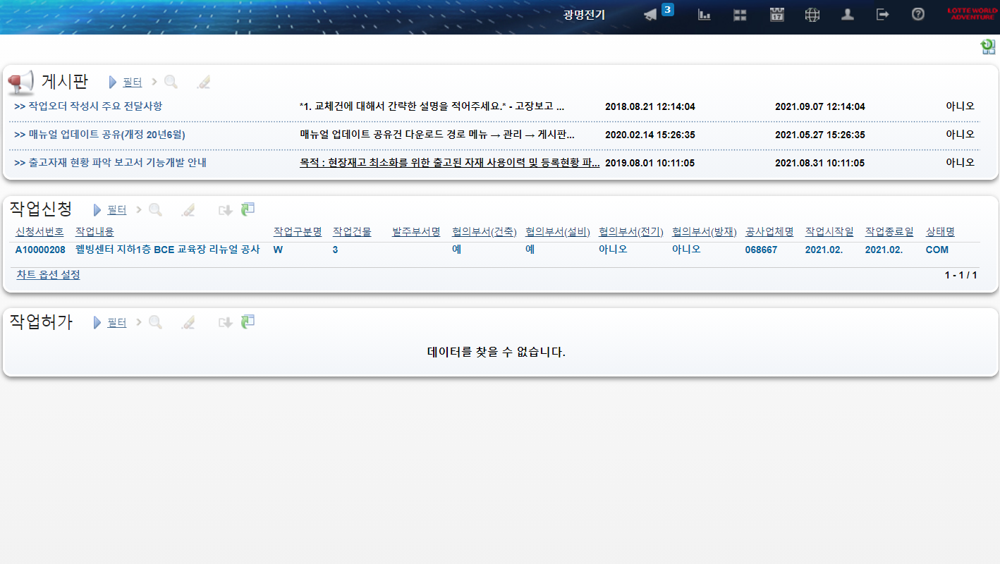 광명전기 3 LOTTE WORLD
ADVENTURE
게시판 필터
>> 작업오더 작성시 주요 전달사항 *1. 교체건에 대해서 간략한 설명을 적어주세요.* - 고장보고 ... 2018.08.21 12:14:04 2021.09.07 12:14:04 아니오
>> 매뉴얼 업데이트 공유(개정 20년6월) 매뉴얼 업데이트 공유건 다운로드 경로 메뉴 → 관리 → 게시판... 2020.02.14 15:26:35 2021.05.27 15:26:35 아니오
>> 출고자재 현황 파악 보고서 기능개발 안내 목적 : 현장재고 최소화를 위한 출고된 자재 사용이력 및 등록현황 파... 2019.08.01 10:11:05 2021.08.31 10:11:05 아니오
작업신청 필터
신청서번호 작업내용 작업구분명 작업건물 발주부서명 협의부서(건축) 협의부서(설비) 협의부서(전기) 협의부서(방재) 공사업체명 작업시작일 작업종료일 상태명
A10000208 웰빙센터 지하1층 BCE 교육장 리뉴얼 공사 W 3 예 예 아니오 아니오 068667 2021.02. 2021.02. COM
차트 옵션 설정 1 - 1 / 1
작업허가 필터
데이터를 찾을 수 없습니다.